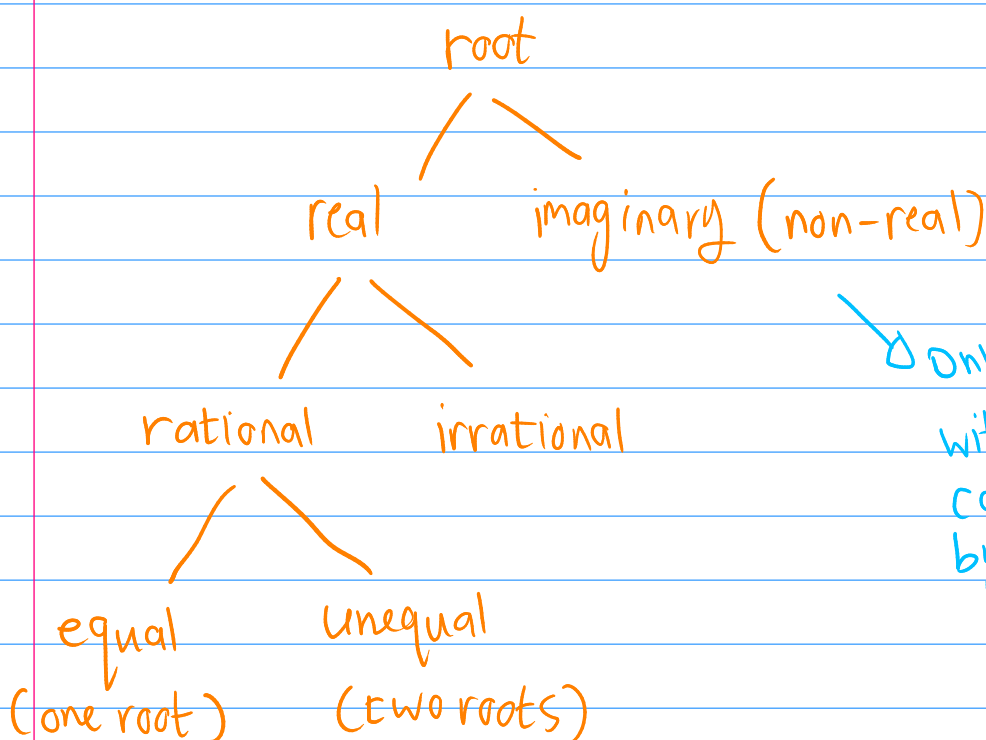 root
real imaginary (non-real)
rational irrational
equal unequal
(one root) (two roots)